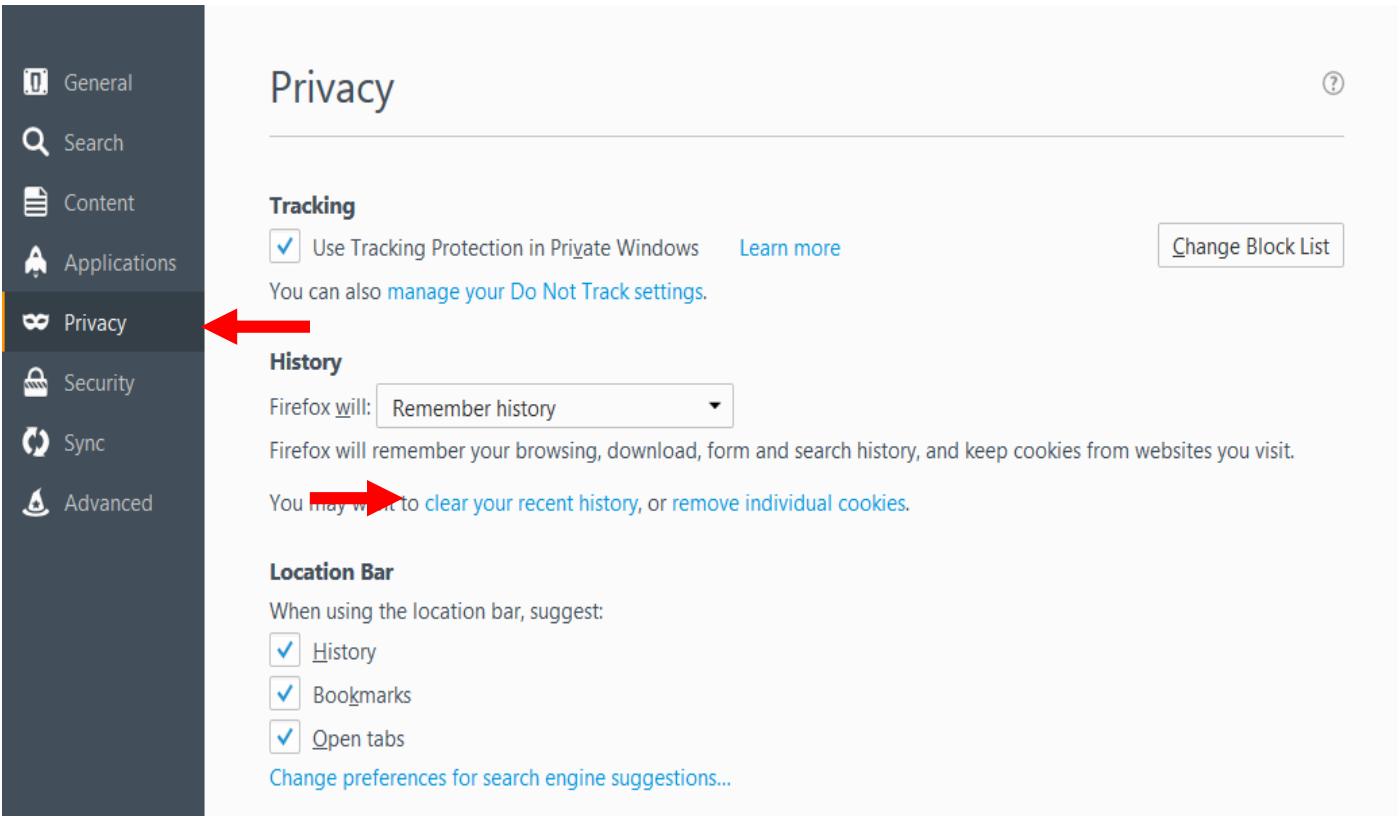 General
Search
Content
Applications
Privacy
Security
Sync
Advanced
Privacy
?
Tracking
Use Tracking Protection in Private Windows Learn more
Change Block List
You can also manage your Do Not Track settings.
History
Firefox will: Remember history
Firefox will remember your browsing, download, form and search history, and keep cookies from websites you visit.
You may want to clear your recent history, or remove individual cookies.
Location Bar
When using the location bar, suggest:
History
Bookmarks
Open tabs
Change preferences for search engine suggestions...